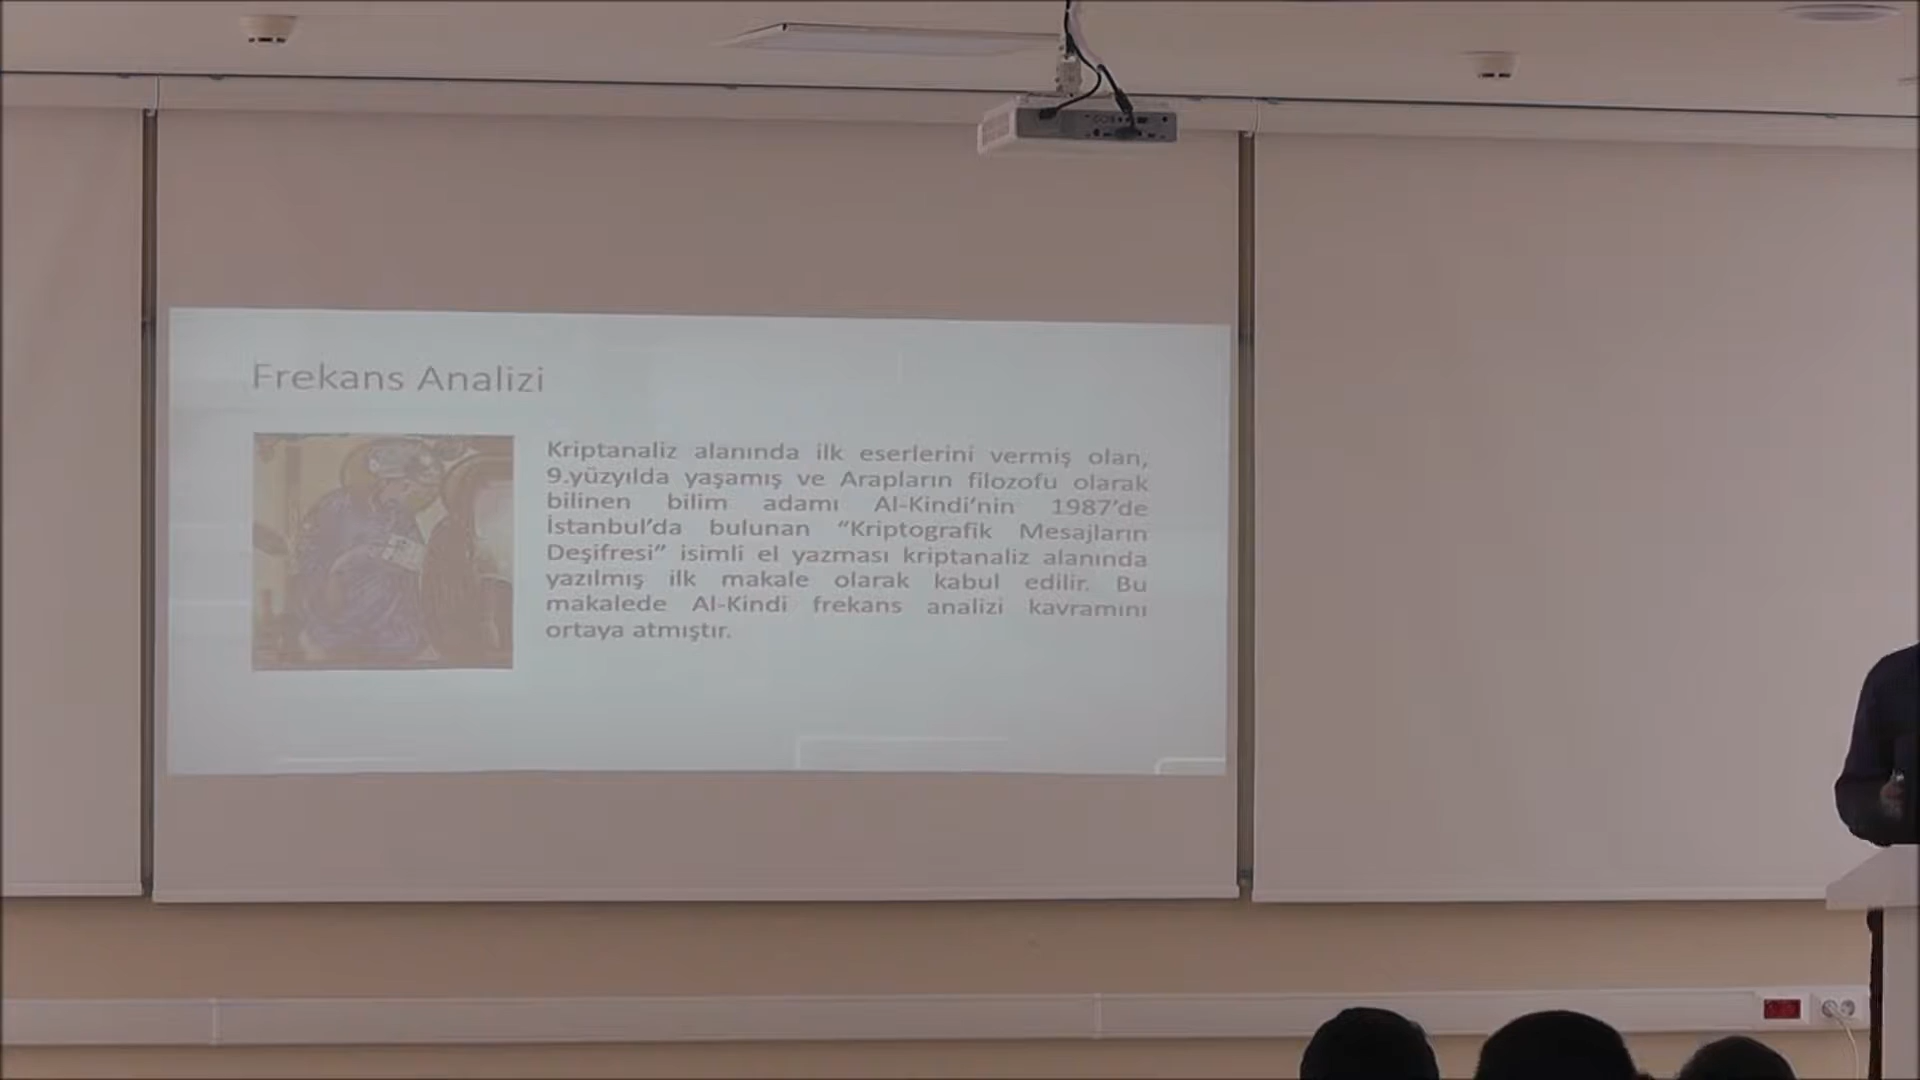 Frekans Analizi
Kriptanaliz alanında ilk eserlerini vermiş olan,
9.yüzyılda yaşamış ve Arapların filozofu olarak
bilinen bilim adamı Al-Kindi’nin 1987’de
İstanbul’da bulunan “Kriptografik Mesajların
Deşifresi” isimli el yazması kriptanaliz alanında
yazılmış ilk makale olarak kabul edilir. Bu
makalede Al-Kindi frekans analizi kavramını
ortaya atmıştır.